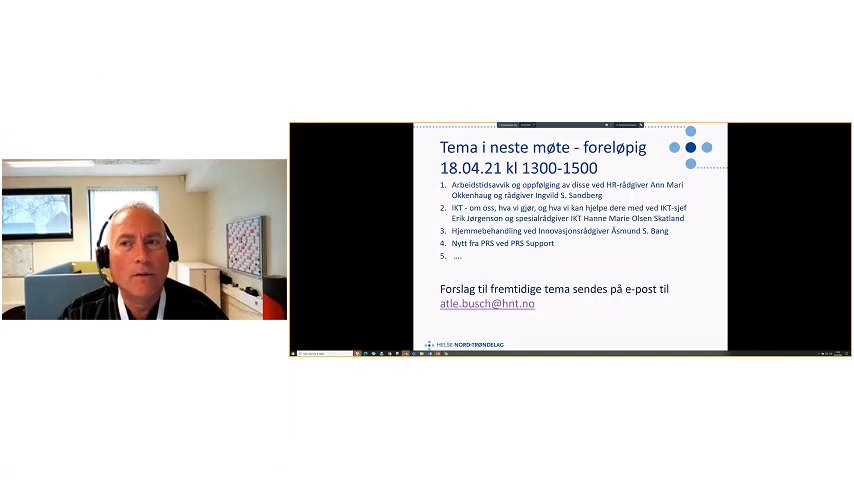 Tema i neste møte - foreløpig
18.04.21 kl 1300-1500
1. Arbeidstidsavvik og oppfølging av disse ved HR-rådgiver Ann Mari
Okkenhaug og rådgiver Ingvild S. Sandberg
2. IKT - om oss, hva vi gjør, og hva vi kan hjelpe dere med ved IKT-sjef
Erik Jørgenson og spesialrådgiver IKT Hanne Marie Olsen Skatland
3. Hjemmebehandling ved Innovasjonsrådgiver Åsmund S. Bang
4. Nytt fra PRS ved PRS Support
5. ....
Forslag til fremtidige tema sendes på e-post til
atle.busch@hnt.no
HELSE NORD-TRØNDELAG